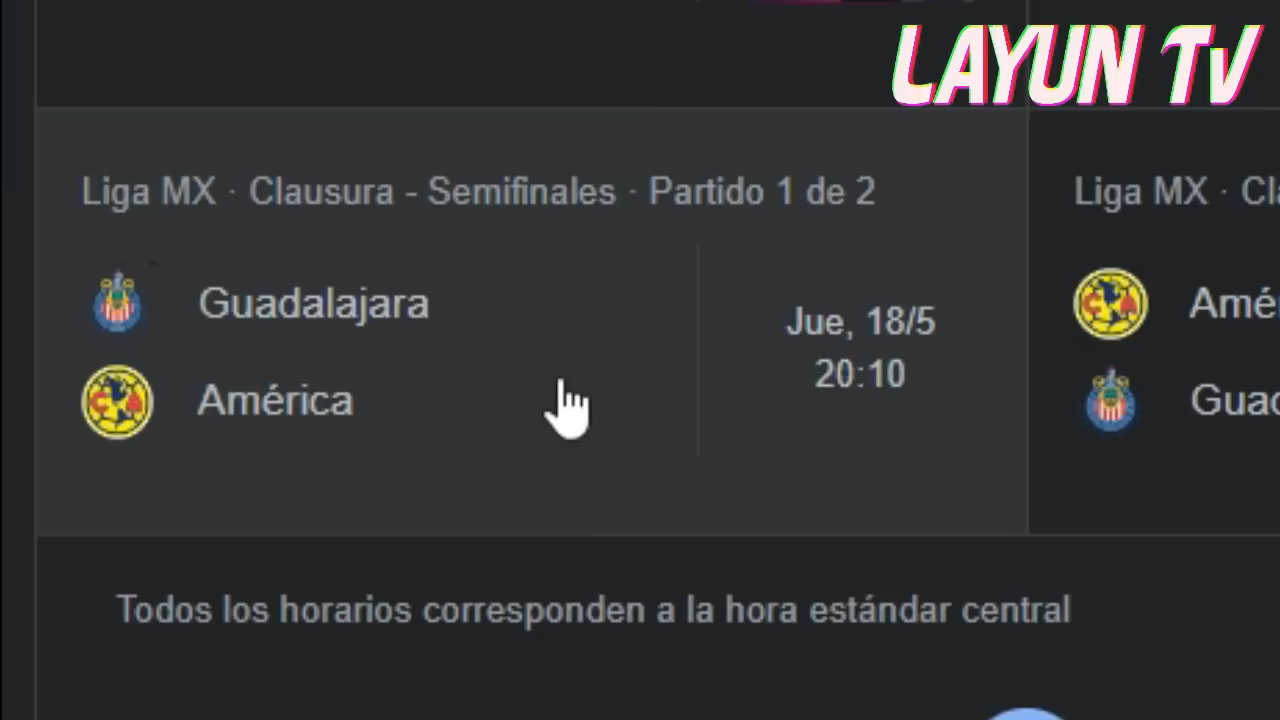 LAYUN TV
Liga MX · Clausura - Semifinales · Partido 1 de 2
Guadalajara
América
Jue, 18/5
20:10
Liga MX ·
Todos los horarios corresponden a la hora estándar central